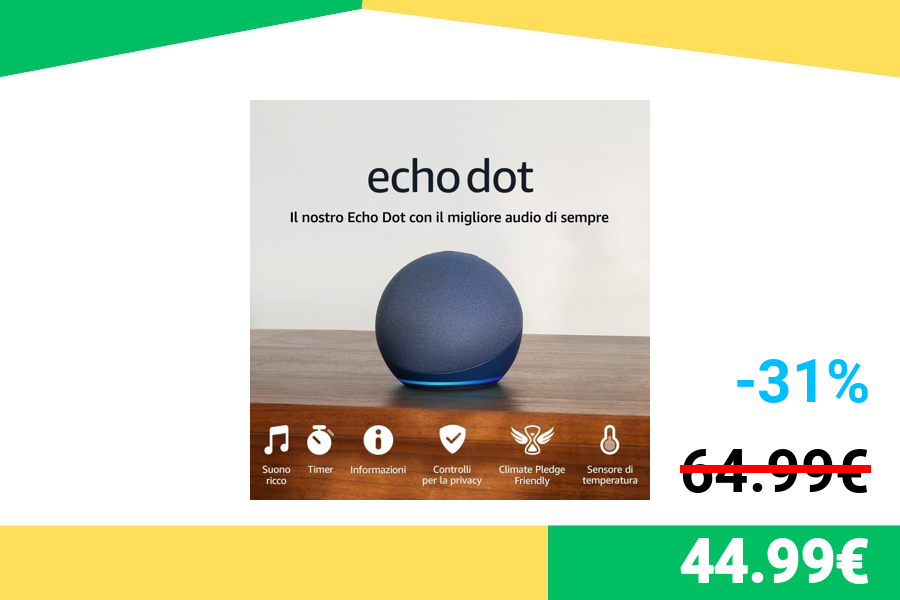 echo dot
Il nostro Echo Dot con il migliore audio di sempre
Suono
ricco
Timer
Informazioni
Controlli
per la privacy
Climate Pledge
Friendly
Sensore di
temperatura
-31%
64.99€
44.99€